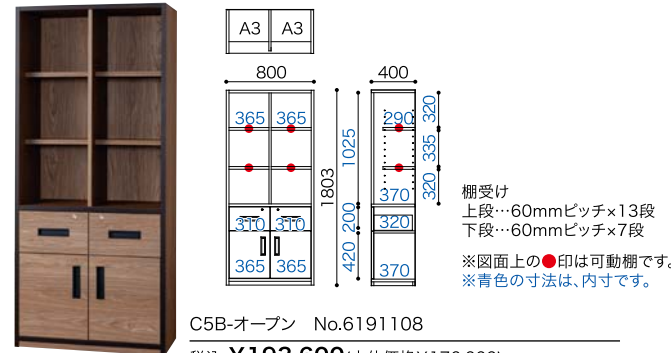 A3 A3
800
400
365 365
290
320
1025
335
1803
370
320
310 310
200
320
365 365
420
370
棚受け
上段…60mmピッチ×13段
下段…60mmピッチ×7段
※図面上の●印は可動棚です。
※青色の寸法は、内寸です。
C5B-オープン No.6191108